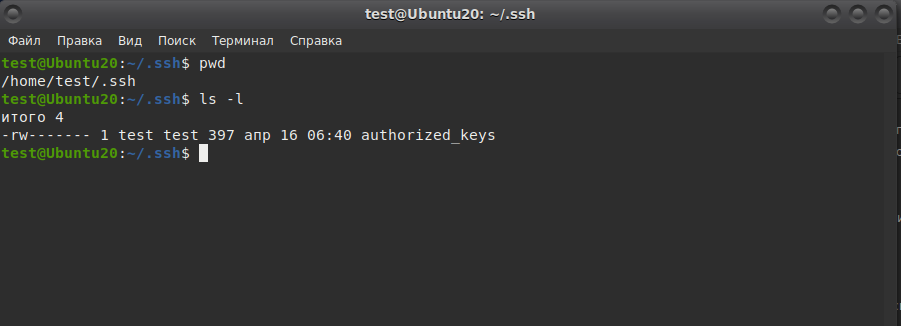 test@Ubuntu20: ~/.ssh
Файл Правка Вид Поиск Терминал Справка
test@Ubuntu20:~/.ssh$ pwd
/home/test/.ssh
test@Ubuntu20:~/.ssh$ ls -l
итого 4
-rw------- 1 test test 397 апр 16 06:40 authorized_keys
test@Ubuntu20:~/.ssh$